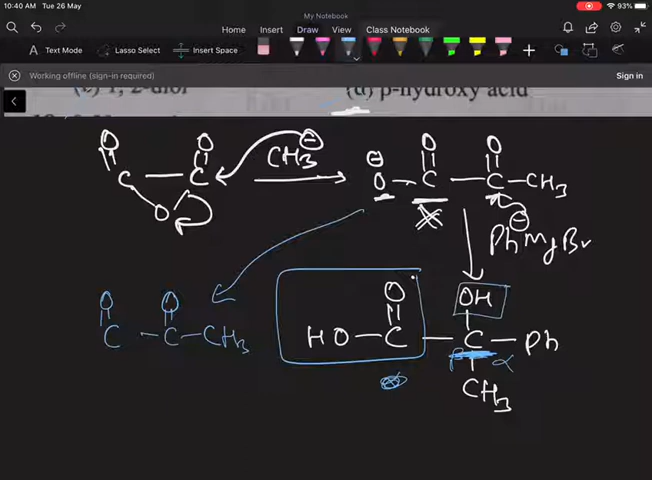 10:40 AM Tue 26 May
93%
My Notebook
Home Insert Draw View Class Notebook
Text Mode Lasso Select Insert Space
Working offline (sign-in required) Sign in
(d) β-hydroxy acid
O O
C C CH3
O
O O
O C C CH3
PhMgBr
O O
C C CH3
O OH
HO C C Ph
β α
CH3